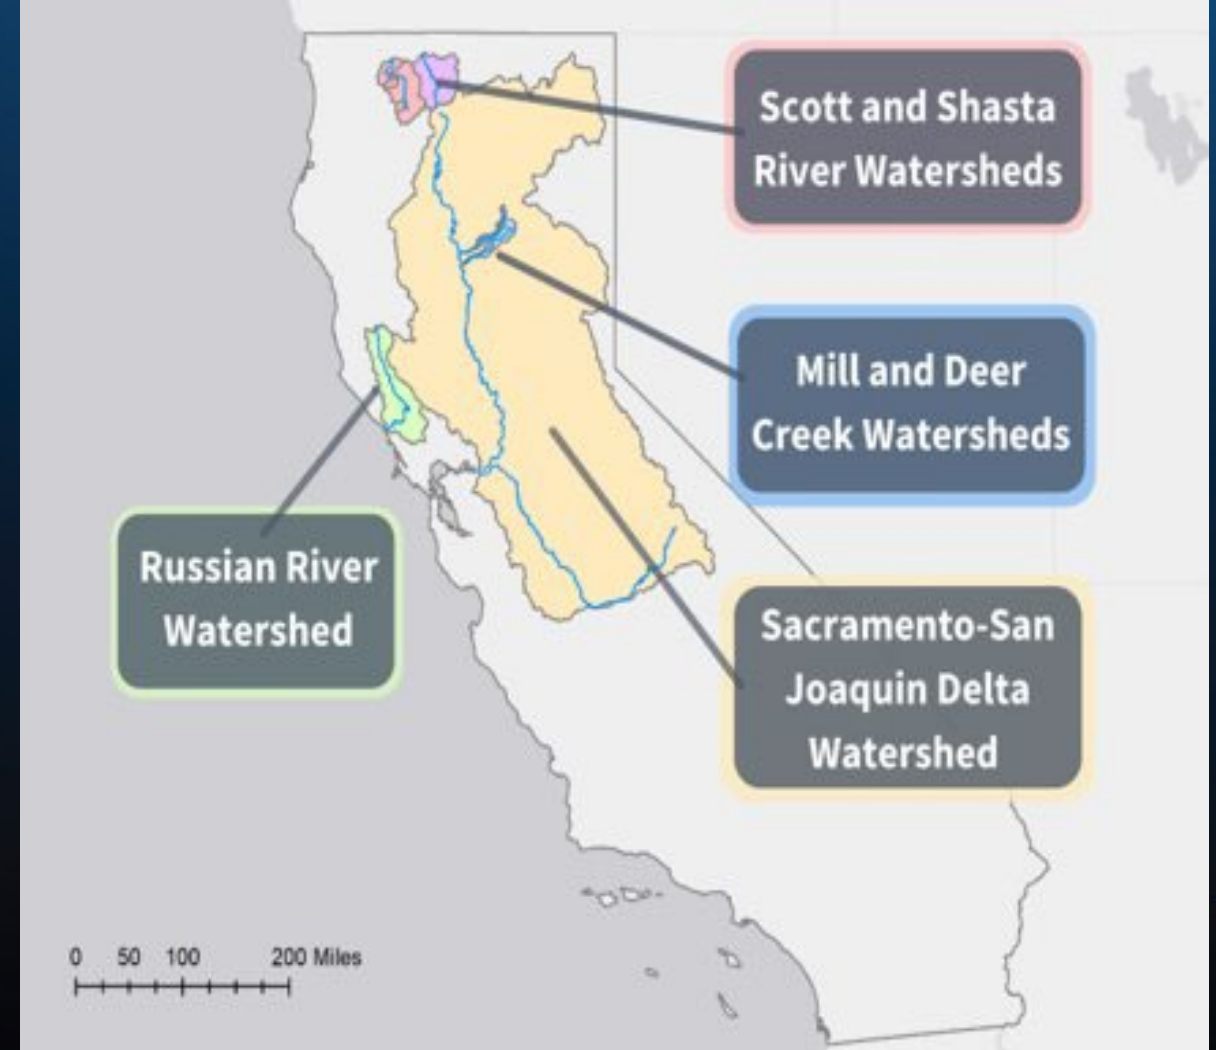 Scott and Shasta
River Watersheds
Mill and Deer
Creek Watersheds
Russian River
Watershed
Sacramento-San
Joaquin Delta
Watershed
0 50 100 200 Miles